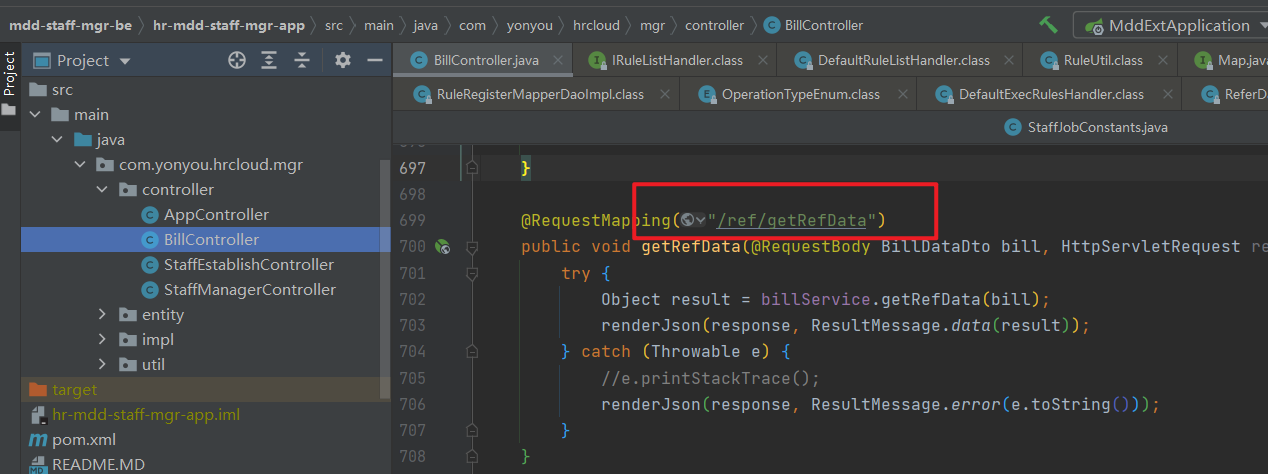 mdd-staff-mgr-be 〉 hr-mdd-staff-mgr-app 〉 src 〉 main 〉 java 〉 com 〉 yonyou 〉 hrcloud 〉 mgr 〉 controller 〉 BillController MddExtApplication
Project
Project
BillController.java IRuleListHandler.class DefaultRuleListHandler.class RuleUtil.class Map.java
RuleRegisterMapperDaoImpl.class OperationTypeEnum.class DefaultExecRulesHandler.class ReferDa
StaffJobConstants.java
src
main
java
com.yonyou.hrcloud.mgr
controller
AppController
BillController
StaffEstablishController
StaffManagerController
entity
impl
util
target
hr-mdd-staff-mgr-app.iml
pom.xml
README.MD
697 }
698
699 @RequestMapping("/ref/getRefData")
700 public void getRefData(@RequestBody BillDataDto bill, HttpServletRequest re
701 try {
702 Object result = billService.getRefData(bill);
703 renderJson(response, ResultMessage.data(result));
704 } catch (Throwable e) {
705 //e.printStackTrace();
706 renderJson(response, ResultMessage.error(e.toString()));
707 }
708 }